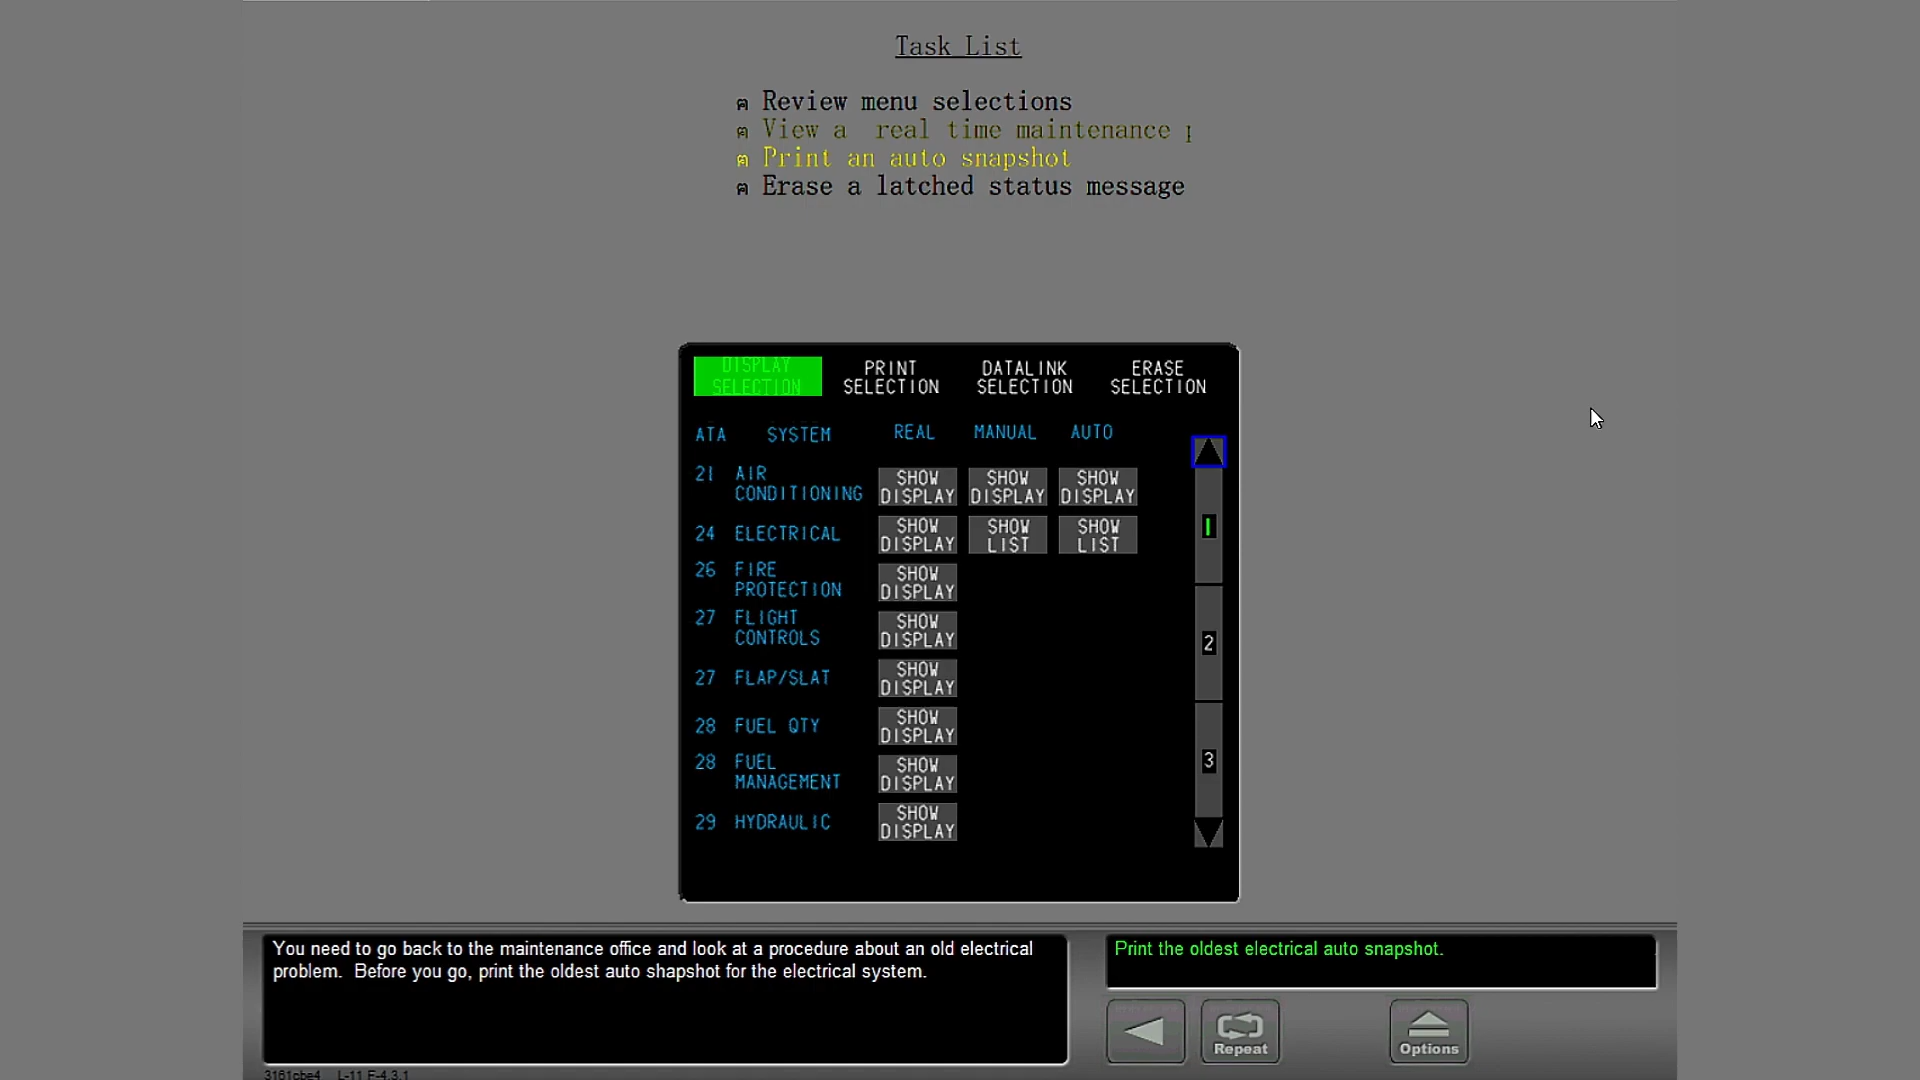 Task List
Review menu selections
View a real time maintenance p
Print an auto snapshot
Erase a latched status message
DISPLAY SELECTION
PRINT SELECTION
DATALINK SELECTION
ERASE SELECTION
ATA SYSTEM REAL MANUAL AUTO
21 AIR CONDITIONING SHOW DISPLAY SHOW DISPLAY SHOW DISPLAY
24 ELECTRICAL SHOW DISPLAY SHOW LIST SHOW LIST
26 FIRE PROTECTION SHOW DISPLAY
27 FLIGHT CONTROLS SHOW DISPLAY
27 FLAP/SLAT SHOW DISPLAY
28 FUEL QTY SHOW DISPLAY
28 FUEL MANAGEMENT SHOW DISPLAY
29 HYDRAULIC SHOW DISPLAY
1
2
3
You need to go back to the maintenance office and look at a procedure about an old electrical
problem. Before you go, print the oldest auto shapshot for the electrical system.
Print the oldest electrical auto snapshot.
Repeat
Options
3161cbe4 L-11 F-4.3.1